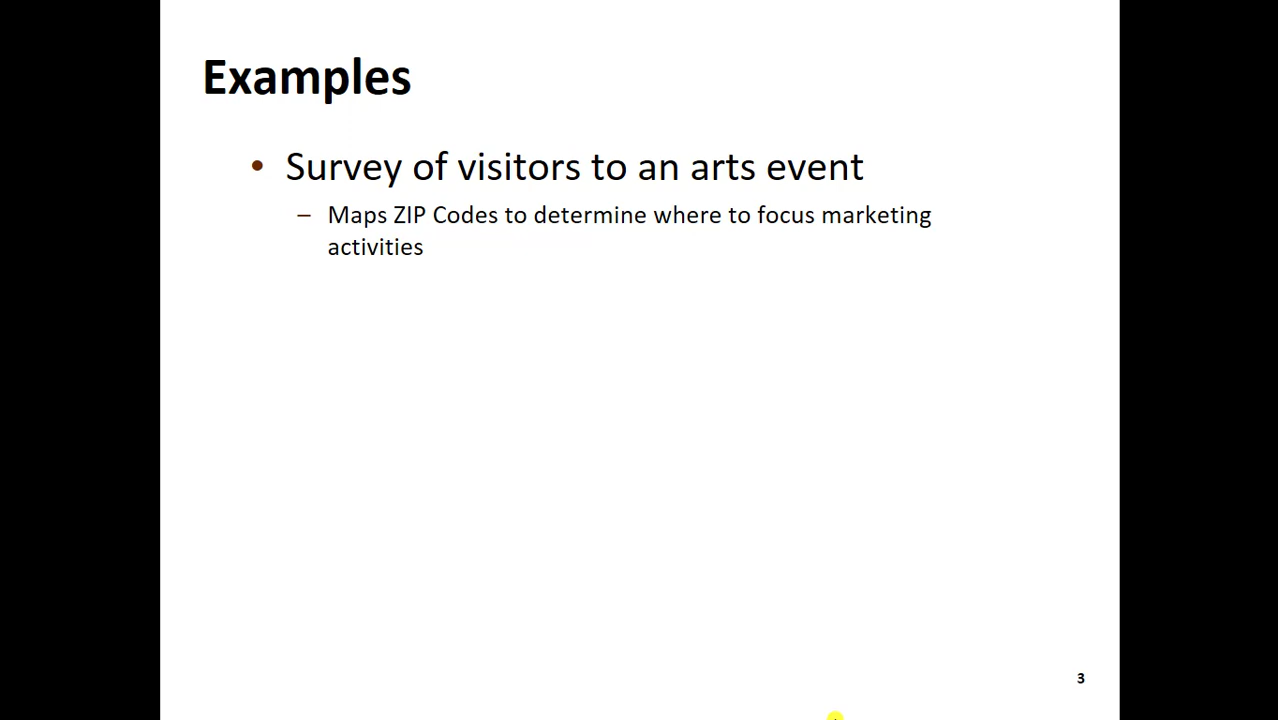 Examples
• Survey of visitors to an arts event
– Maps ZIP Codes to determine where to focus marketing
activities
3